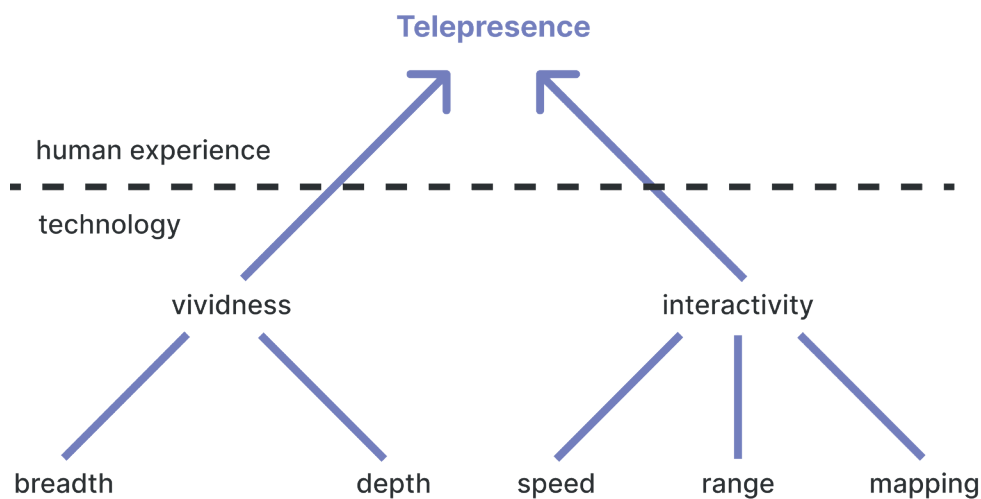 Telepresence
human experience
technology
vividness
interactivity
breadth
depth
speed
range
mapping